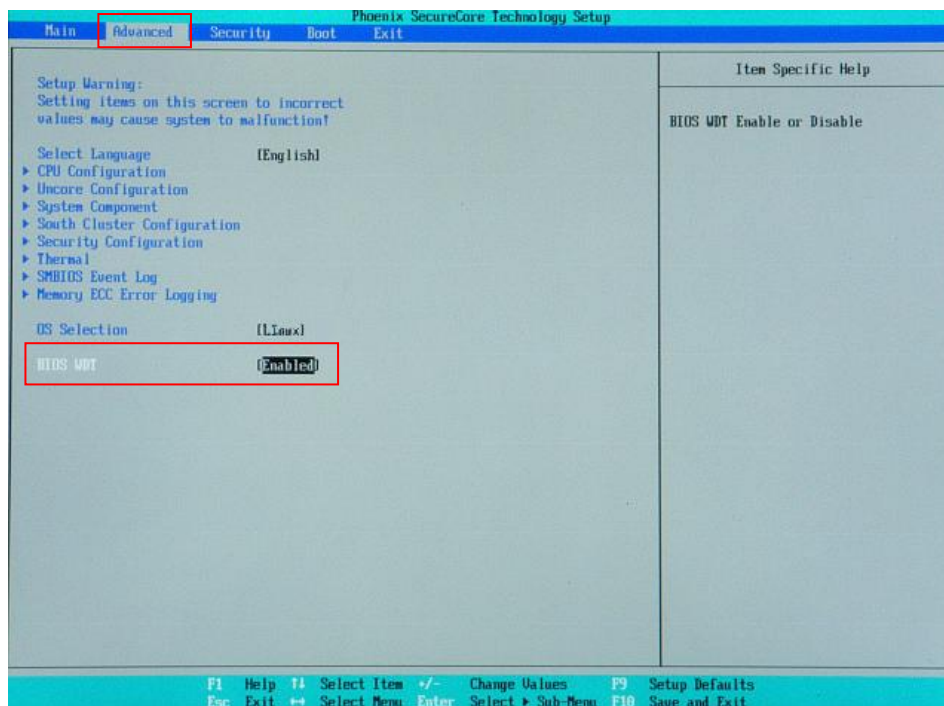 Phoenix SecureCore Technology Setup
Main Advanced Security Boot Exit
Setup Warning:
Setting items on this screen to incorrect
values may cause system to malfunction!
Select Language [English]
CPU Configuration
Uncore Configuration
System Component
South Cluster Configuration
Security Configuration
Thermal
SMBIOS Event Log
Memory ECC Error Logging
OS Selection [LInux]
BIOS WDT [Enabled]
Item Specific Help
BIOS WDT Enable or Disable
F1 Help ↑↓ Select Item +/- Change Values F9 Setup Defaults
Esc Exit ↔ Select Menu Enter Select ▶ Sub-Menu F10 Save and Exit